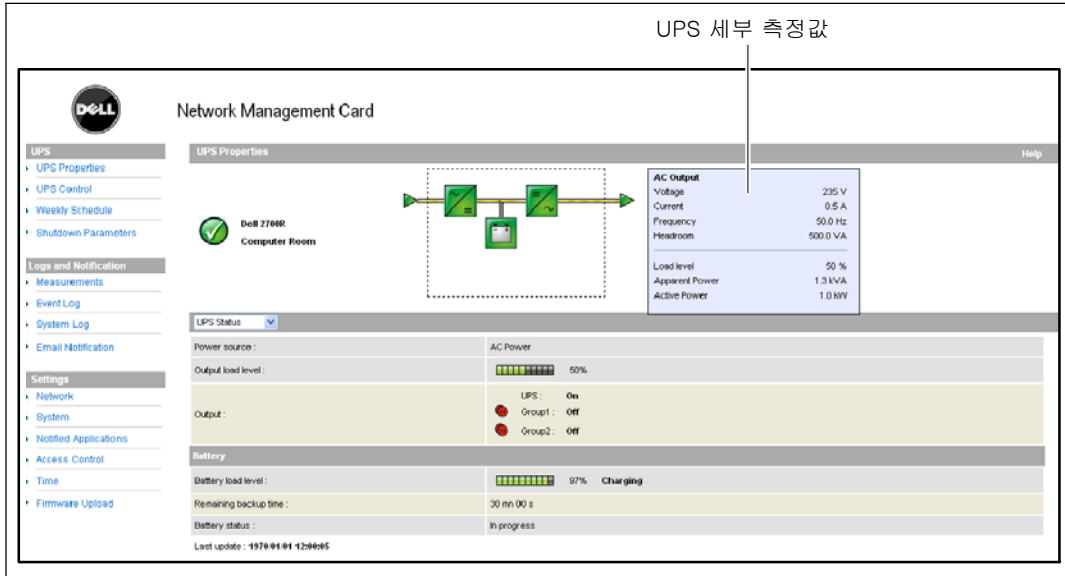 UPS 세부 측정값
DELL
Network Management Card
UPS
UPS Properties
UPS Control
Weekly Schedule
Shutdown Parameters
Logs and Notification
Measurements
Event Log
System Log
Email Notification
Settings
Network
System
Notified Applications
Access Control
Time
Firmware Upload
UPS Properties Help
Dell 2700R
Computer Room
AC Output
Voltage 235 V
Current 0.5 A
Frequency 50.0 Hz
Headroom 500.0 VA
Load level 50 %
Apparent Power 1.3 kVA
Active Power 1.0 kW
UPS Status
Power source : AC Power
Output load level : 50%
Output :
UPS : On
Group1 : Off
Group2 : Off
Battery
Battery load level : 97% Charging
Remaining backup time : 30 mn 00 s
Battery status : In progress
Last update : 1970/01/01 12:00:05